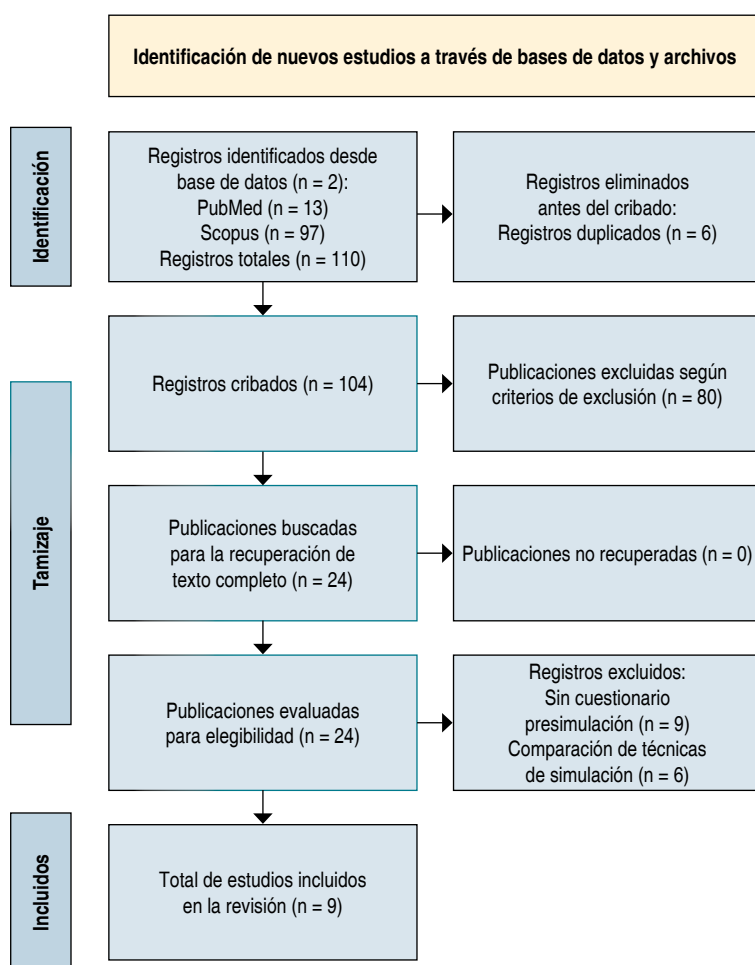 Identificación de nuevos estudios a través de bases de datos y archivos
Identificación
Registros identificados desde
base de datos (n = 2):
PubMed (n = 13)
Scopus (n = 97)
Registros totales (n = 110)
Registros eliminados
antes del cribado:
Registros duplicados (n = 6)
Tamizaje
Registros cribados (n = 104)
Publicaciones excluidas según
criterios de exclusión (n = 80)
Publicaciones buscadas
para la recuperación de
texto completo (n = 24)
Publicaciones no recuperadas (n = 0)
Publicaciones evaluadas
para elegibilidad (n = 24)
Registros excluidos:
Sin cuestionario
presimulación (n = 9)
Comparación de técnicas
de simulación (n = 6)
Incluidos
Total de estudios incluidos
en la revisión (n = 9)